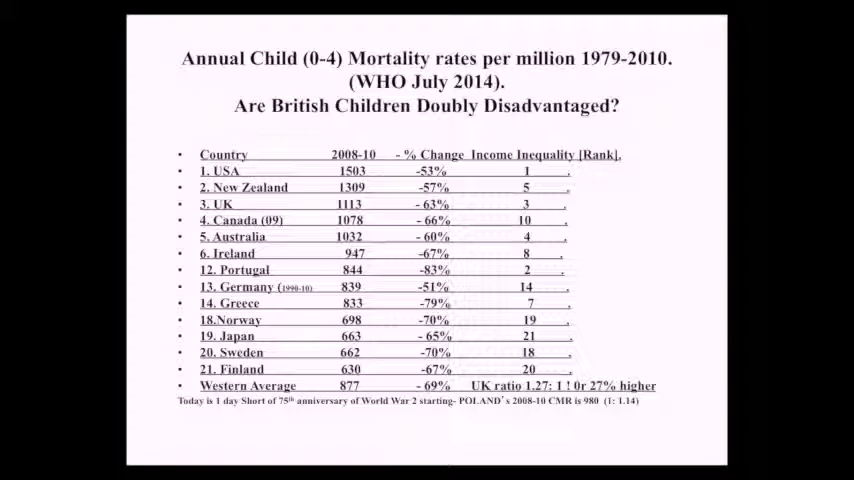 Annual Child (0-4) Mortality rates per million 1979-2010.
(WHO July 2014).
Are British Children Doubly Disadvantaged?
• Country 2008-10 - % Change Income Inequality [Rank].
• 1. USA 1503 -53% 1 .
• 2. New Zealand 1309 -57% 5 .
• 3. UK 1113 - 63% 3 .
• 4. Canada (09) 1078 - 66% 10 .
• 5. Australia 1032 - 60% 4 .
• 6. Ireland 947 -67% 8 .
• 12. Portugal 844 -83% 2 .
• 13. Germany (1990-10) 839 -51% 14 .
• 14. Greece 833 -79% 7 .
• 18.Norway 698 -70% 19 .
• 19. Japan 663 - 65% 21 .
• 20. Sweden 662 -70% 18 .
• 21. Finland 630 -67% 20 .
• Western Average 877 - 69% UK ratio 1.27: 1 ! 0r 27% higher
Today is 1 day Short of 75th anniversary of World War 2 starting- POLAND's 2008-10 CMR is 980 (1: 1.14)